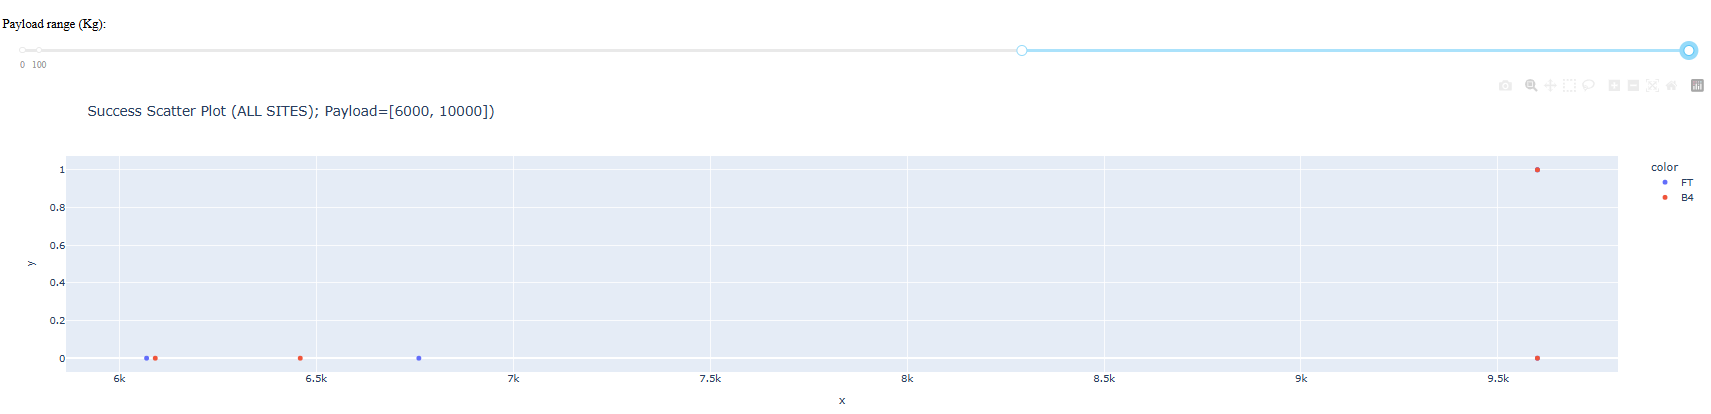 Payload range (Kg):
0 100
Success Scatter Plot (ALL SITES); Payload=[6000, 10000])
color
FT
B4
1
0.8
0.6
0.4
0.2
0
y
6k 6.5k 7k 7.5k 8k 8.5k 9k 9.5k
x